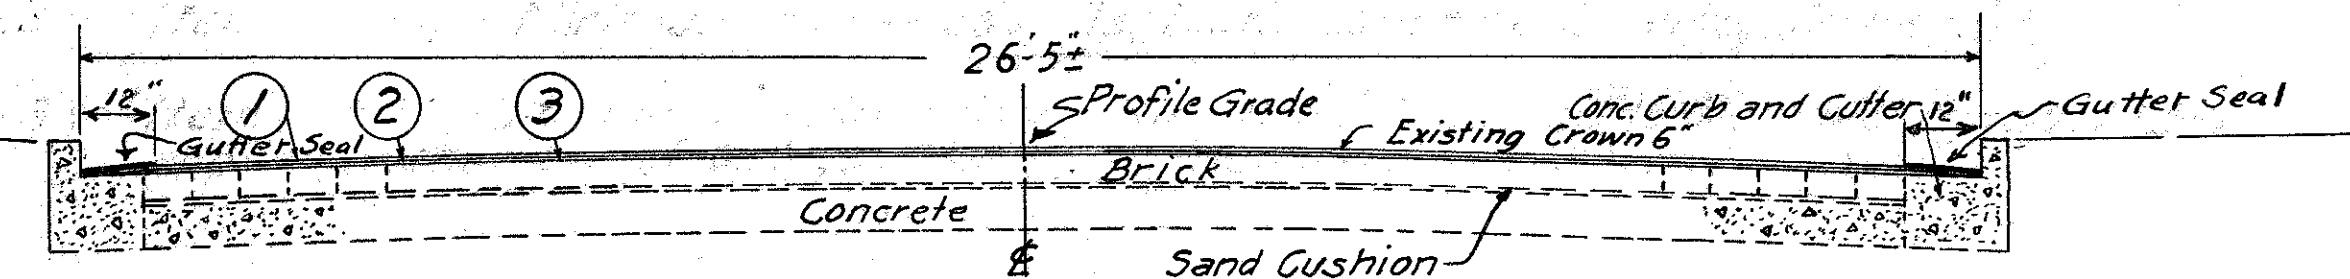 26'-5"±
12"
1
2
3
Profile Grade
Conc. Curb and Cutter
12"
Gutter Seal
Gutter Seal
Existing Crown 6"
Brick
Concrete
℄
Sand Cushion